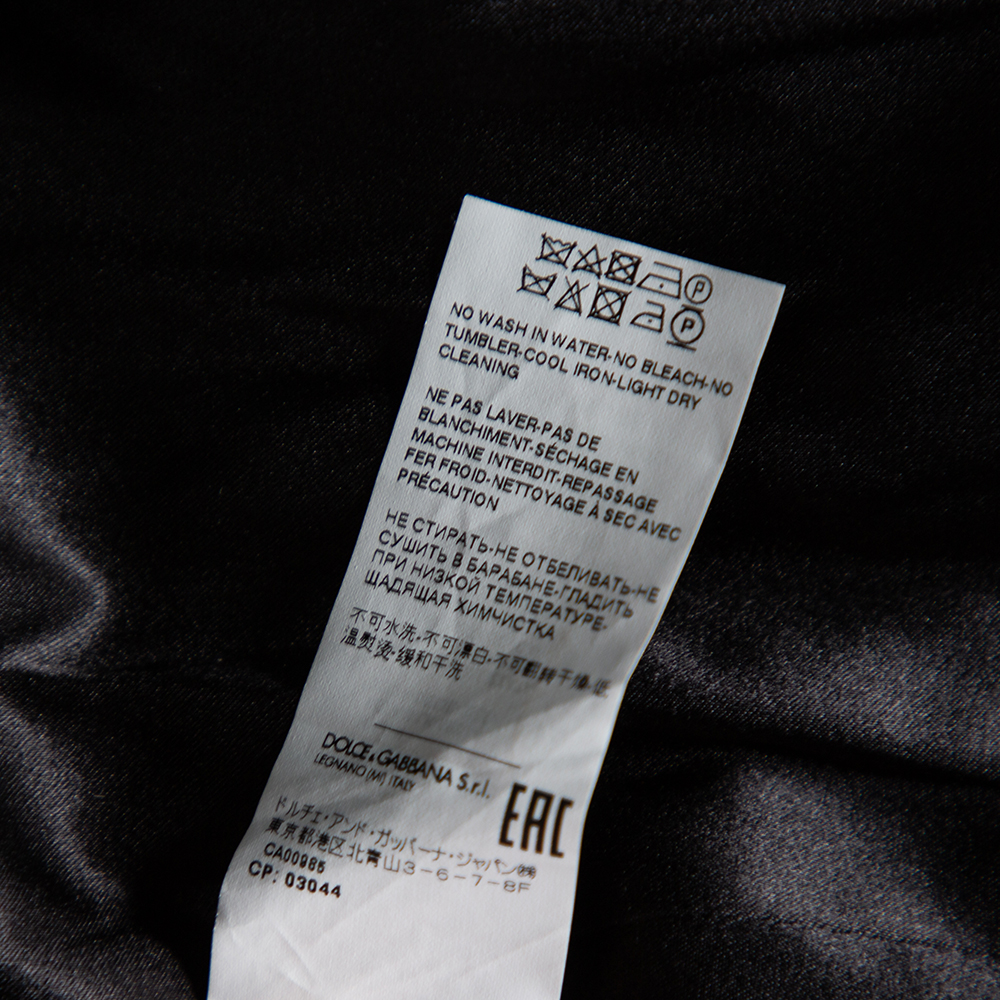 P
P
NO WASH IN WATER-NO BLEACH-NO
TUMBLER-COOL IRON-LIGHT DRY
CLEANING
NE PAS LAVER-PAS DE
BLANCHIMENT-SÉCHAGE EN
MACHINE INTERDIT-REPASSAGE
FER FROID-NETTOYAGE À SEC AVEC
PRÉCAUTION
НЕ СТИРАТЬ-НЕ ОТБЕЛИВАТЬ-НЕ
СУШИТЬ В БАРАБАНЕ-ГЛАДИТЬ
ПРИ НИЗКОЙ ТЕМПЕРАТУРЕ-
ЩАДЯЩАЯ ХИМЧИСТКА
不可水洗-不可漂白-不可翻转干燥-低
温熨烫-缓和干洗
DOLCE & GABBANA S.r.l.
LEGNANO (MI) ITALY
EAC
ドルチェ・アンド・ガッバーナ・ジャパン㈱
東京都港区北青山3-6-7-8F
CA00985
CP: 03044